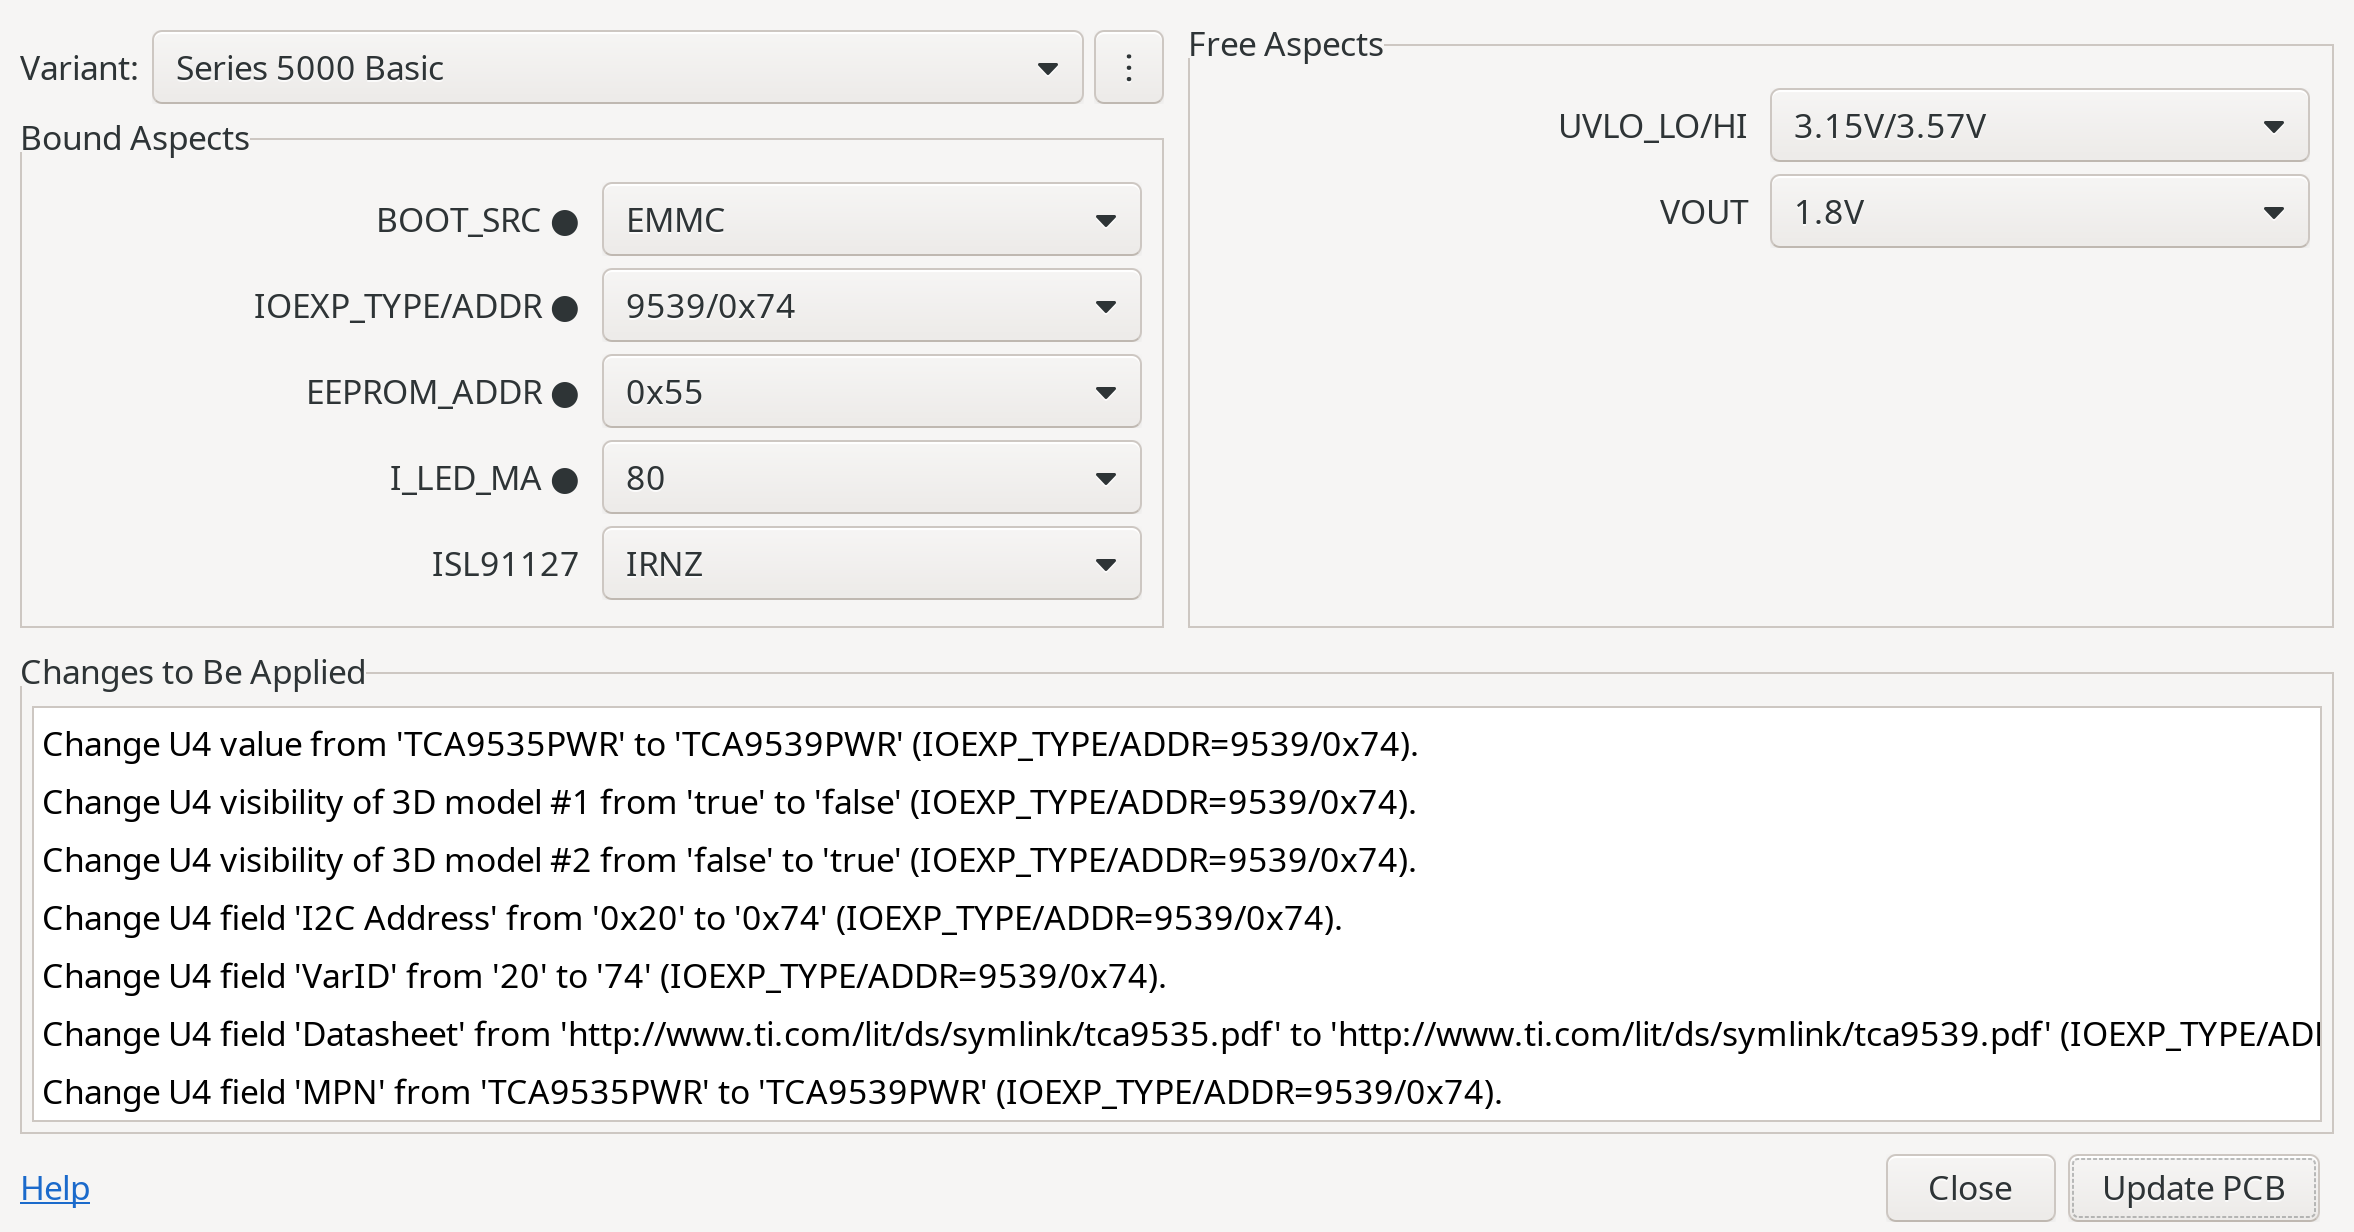 Variant: Series 5000 Basic
Bound Aspects
BOOT_SRC ● EMMC
IOEXP_TYPE/ADDR ● 9539/0x74
EEPROM_ADDR ● 0x55
I_LED_MA ● 80
ISL91127 IRNZ
Free Aspects
UVLO_LO/HI 3.15V/3.57V
VOUT 1.8V
Changes to Be Applied
Change U4 value from 'TCA9535PWR' to 'TCA9539PWR' (IOEXP_TYPE/ADDR=9539/0x74).
Change U4 visibility of 3D model #1 from 'true' to 'false' (IOEXP_TYPE/ADDR=9539/0x74).
Change U4 visibility of 3D model #2 from 'false' to 'true' (IOEXP_TYPE/ADDR=9539/0x74).
Change U4 field 'I2C Address' from '0x20' to '0x74' (IOEXP_TYPE/ADDR=9539/0x74).
Change U4 field 'VarID' from '20' to '74' (IOEXP_TYPE/ADDR=9539/0x74).
Change U4 field 'Datasheet' from 'http://www.ti.com/lit/ds/symlink/tca9535.pdf' to 'http://www.ti.com/lit/ds/symlink/tca9539.pdf' (IOEXP_TYPE/ADI
Change U4 field 'MPN' from 'TCA9535PWR' to 'TCA9539PWR' (IOEXP_TYPE/ADDR=9539/0x74).
Help
Close
Update PCB